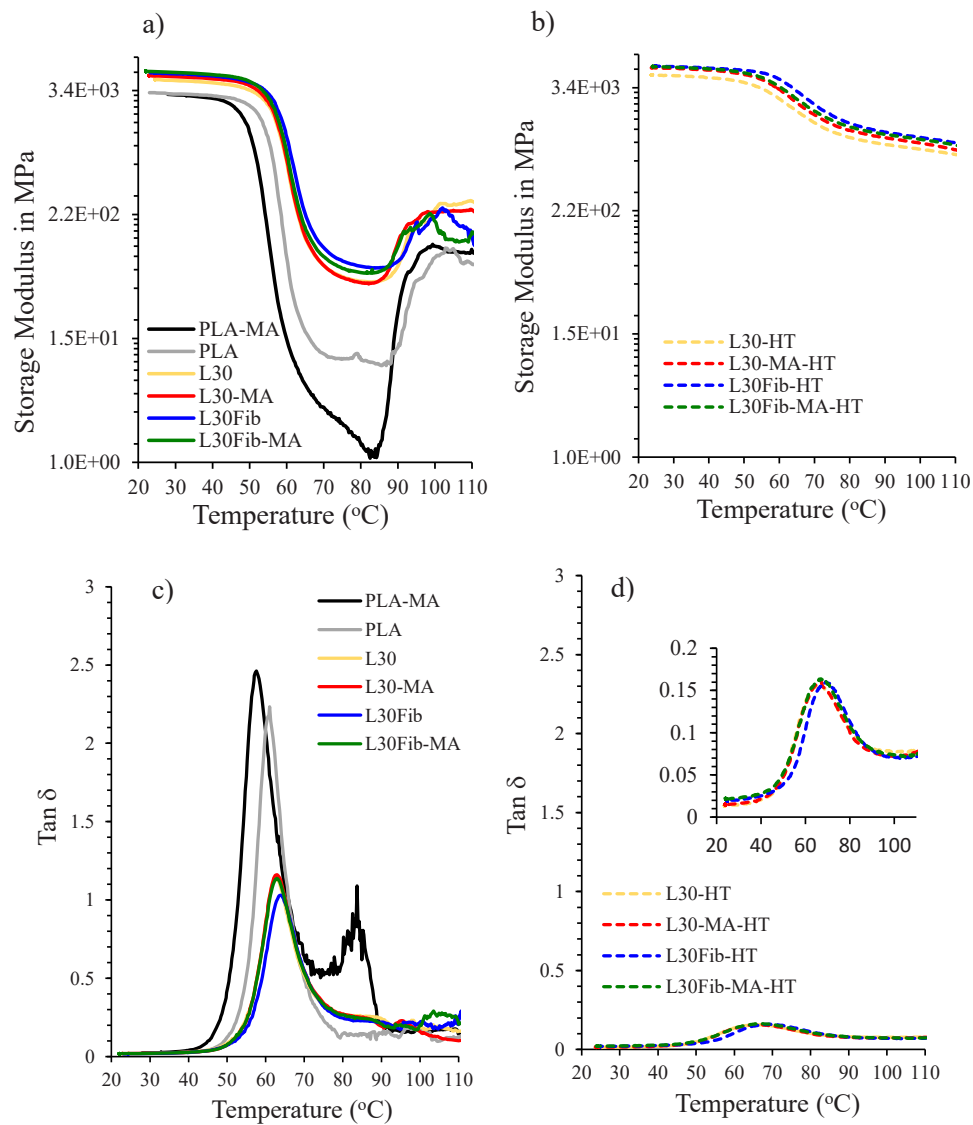 a)
3.4E+03
2.2E+02
1.5E+01
1.0E+00
Storage Modulus in MPa
PLA-MA
PLA
L30
L30-MA
L30Fib
L30Fib-MA
20 30 40 50 60 70 80 90 100 110
Temperature (°C)
b)
3.4E+03
2.2E+02
1.5E+01
1.0E+00
Storage Modulus in MPa
L30-HT
L30-MA-HT
L30Fib-HT
L30Fib-MA-HT
20 30 40 50 60 70 80 90 100 110
Temperature (°C)
c)
3
2.5
2
1.5
1
0.5
0
Tan δ
PLA-MA
PLA
L30
L30-MA
L30Fib
L30Fib-MA
22 30 40 50 60 70 80 90 100 110
Temperature (°C)
d)
3
2.5
2
1.5
1
0.5
0
Tan δ
0.2
0.15
0.1
0.05
0
20 40 60 80 100
L30-HT
L30-MA-HT
L30Fib-HT
L30Fib-MA-HT
22 30 40 50 60 70 80 90 100 110
Temperature (°C)